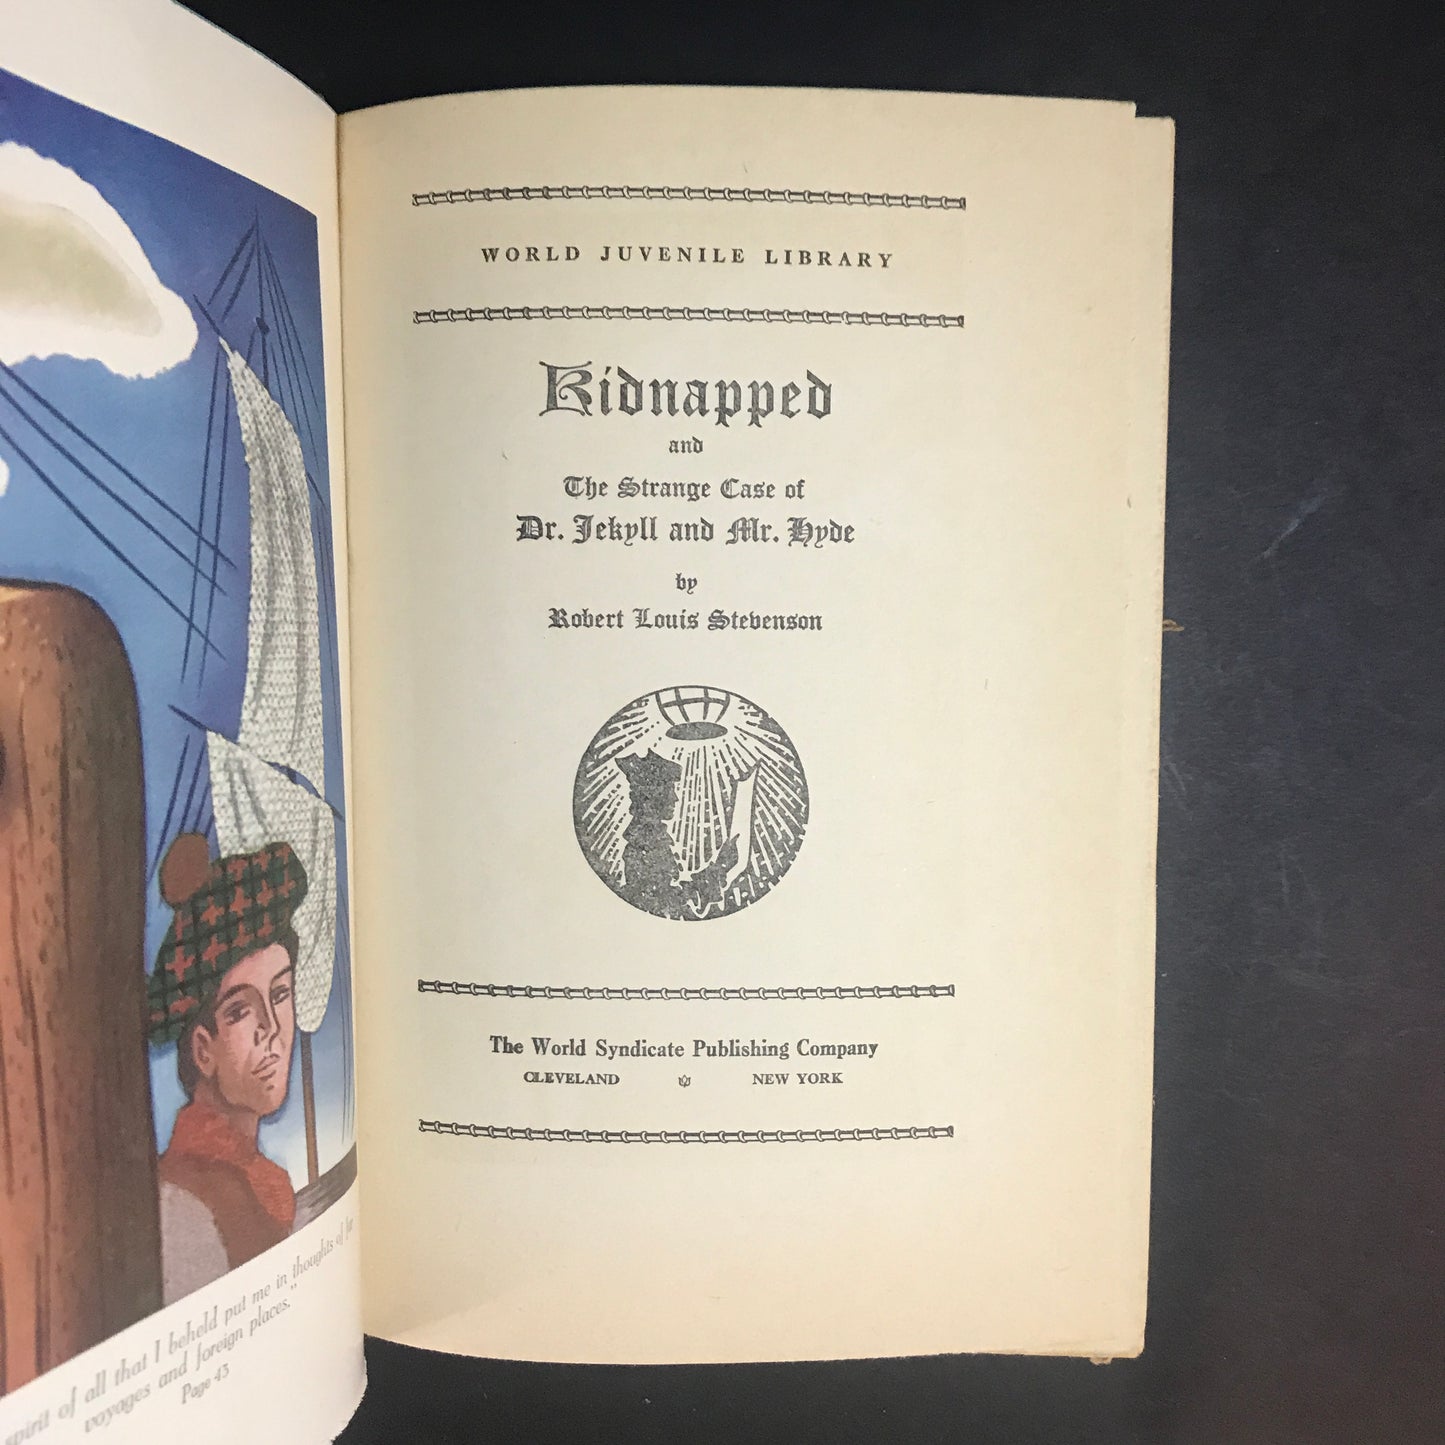 spirit of all that I beheld put me in thoughts of far
voyages and foreign places."
Page 43
WORLD JUVENILE LIBRARY
Kidnapped
and
The Strange Case of
Dr. Jekyll and Mr. Hyde
by
Robert Louis Stevenson
The World Syndicate Publishing Company
CLEVELAND NEW YORK